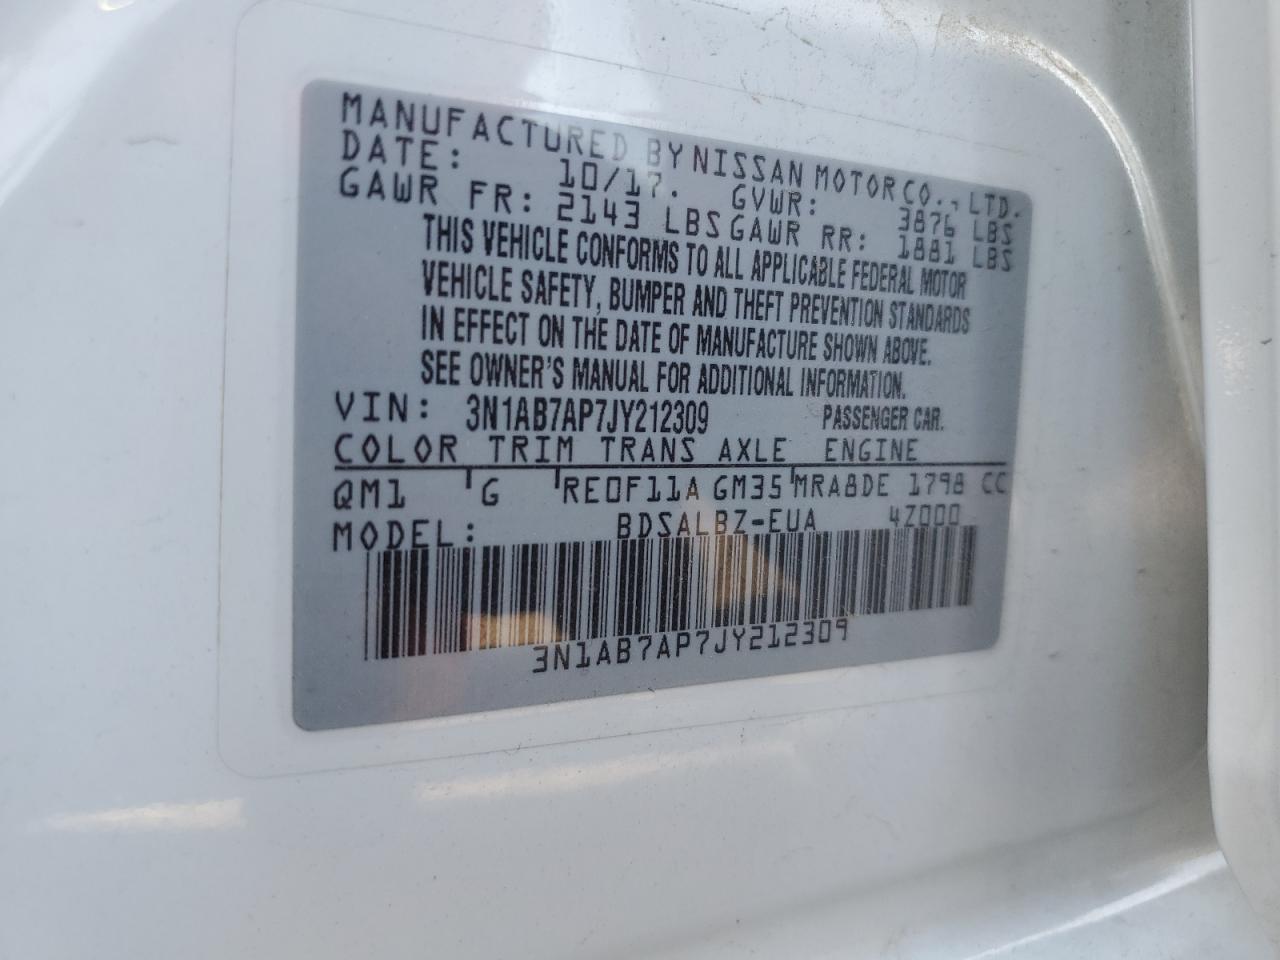 MANUFACTURED BY NISSAN MOTOR CO., LTD.
DATE: 10/17. GVWR: 3876 LBS
GAWR FR: 2143 LBS GAWR RR: 1881 LBS
THIS VEHICLE CONFORMS TO ALL APPLICABLE FEDERAL MOTOR
VEHICLE SAFETY, BUMPER AND THEFT PREVENTION STANDARDS
IN EFFECT ON THE DATE OF MANUFACTURE SHOWN ABOVE.
SEE OWNER'S MANUAL FOR ADDITIONAL INFORMATION.
VIN: 3N1AB7AP7JY212309 PASSENGER CAR.
COLOR TRIM TRANS AXLE ENGINE
QM1 G RE0F11A GM35 MRA8DE 1798 CC
MODEL: BDSALBZ-EUA 4Z000
3N1AB7AP7JY212309